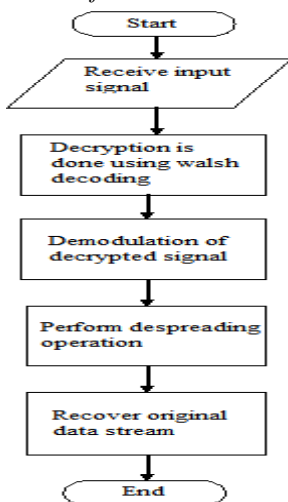 Start
Receive input
signal
Decryption is
done using walsh
decoding
Demodulation of
decrypted signal
Perform despreading
operation
Recover original
data stream
End